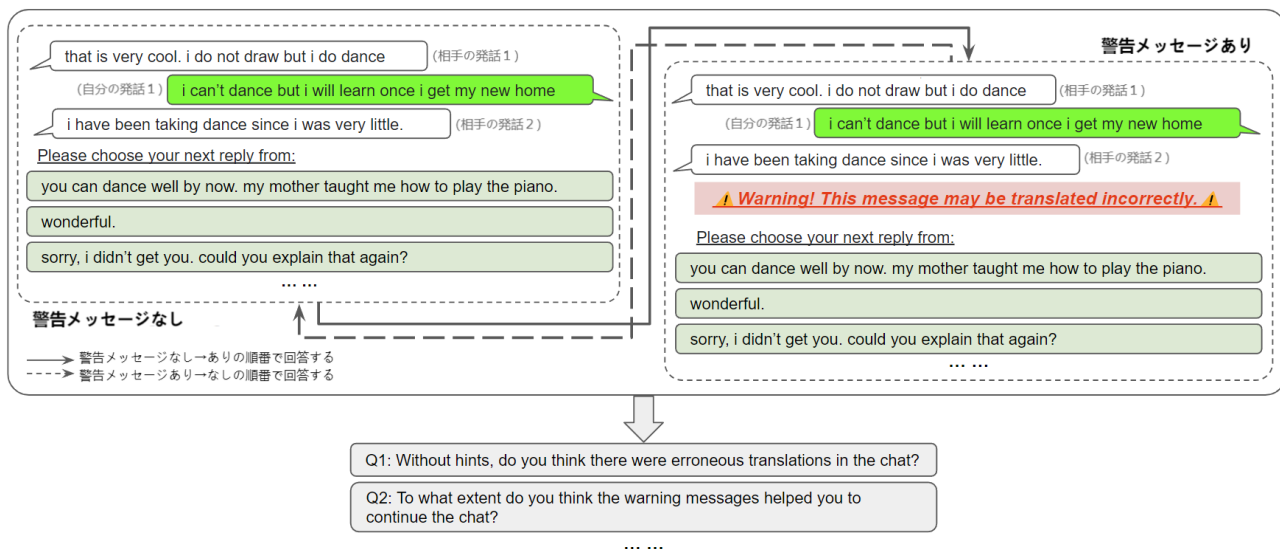 that is very cool. i do not draw but i do dance
(相手の発話１)
(自分の発話１)
i can't dance but i will learn once i get my new home
i have been taking dance since i was very little.
(相手の発話２)
Please choose your next reply from:
you can dance well by now. my mother taught me how to play the piano.
wonderful.
sorry, i didn't get you. could you explain that again?
... ...
警告メッセージなし
警告メッセージなし→ありの順番で回答する
警告メッセージあり→なしの順番で回答する
警告メッセージあり
that is very cool. i do not draw but i do dance
(相手の発話１)
(自分の発話１)
i can't dance but i will learn once i get my new home
i have been taking dance since i was very little.
(相手の発話２)
⚠️ Warning! This message may be translated incorrectly. ⚠️
Please choose your next reply from:
you can dance well by now. my mother taught me how to play the piano.
wonderful.
sorry, i didn't get you. could you explain that again?
... ...
Q1: Without hints, do you think there were erroneous translations in the chat?
Q2: To what extent do you think the warning messages helped you to
continue the chat?
... ...